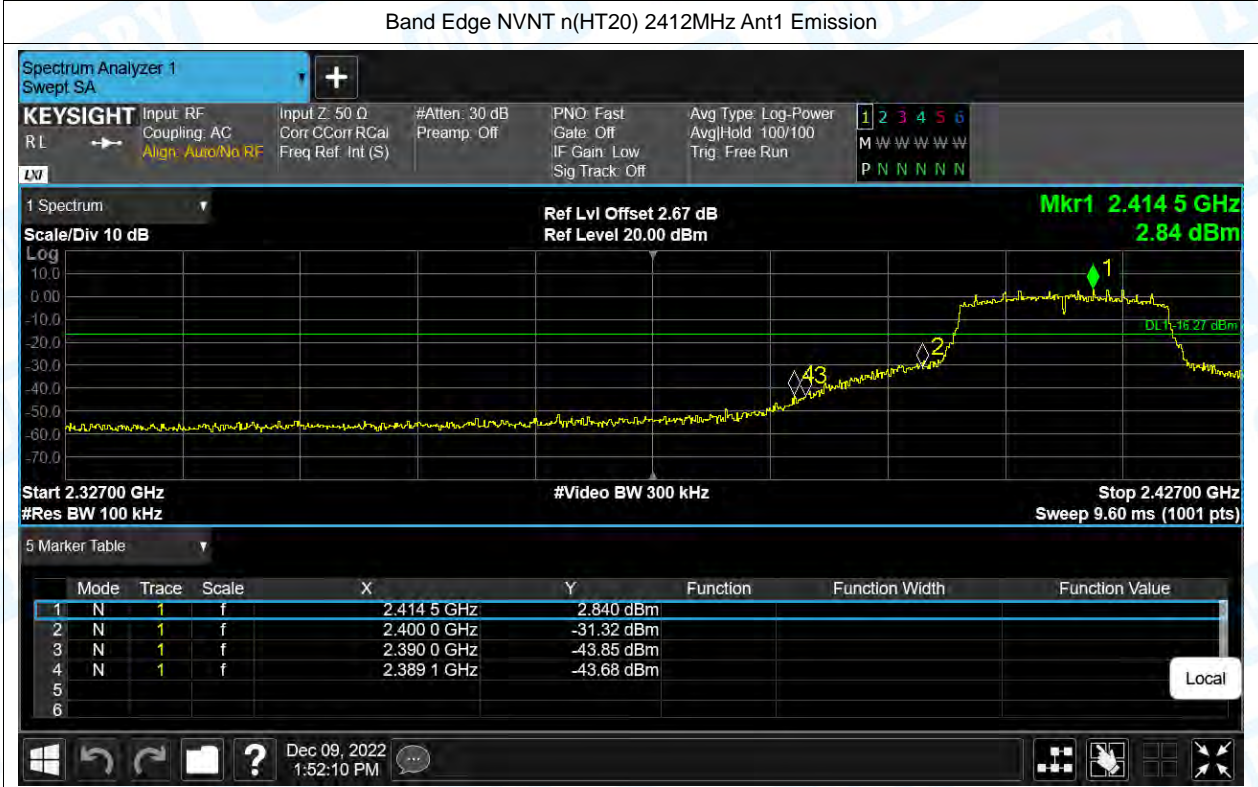 Band Edge NVNT n(HT20) 2412MHz Ant1 Emission
Spectrum Analyzer 1
Swept SA
+
KEYSIGHT
RL
LXI
Input: RF
Coupling: AC
Align: Auto/No RF
Input Z: 50 Ω
Corr CCorr RCal
Freq Ref: Int (S)
#Atten: 30 dB
Preamp: Off
PNO: Fast
Gate: Off
IF Gain: Low
Sig Track: Off
Avg Type: Log-Power
Avg|Hold: 100/100
Trig: Free Run
1 2 3 4 5 6
M W W W W W
P N N N N N
1 Spectrum
Scale/Div 10 dB
Ref Lvl Offset 2.67 dB
Ref Level 20.00 dBm
Mkr1 2.414 5 GHz
2.84 dBm
Log
10.0
0.00
-10.0
-20.0
-30.0
-40.0
-50.0
-60.0
-70.0
1
DL1 -16.27 dBm
2
43
Start 2.32700 GHz
#Res BW 100 kHz
#Video BW 300 kHz
Stop 2.42700 GHz
Sweep 9.60 ms (1001 pts)
5 Marker Table
Mode Trace Scale X Y Function Function Width Function Value
1 N 1 f 2.414 5 GHz 2.840 dBm
2 N 1 f 2.400 0 GHz -31.32 dBm
3 N 1 f 2.390 0 GHz -43.85 dBm
4 N 1 f 2.389 1 GHz -43.68 dBm
5
6
Local
?
Dec 09, 2022
1:52:10 PM